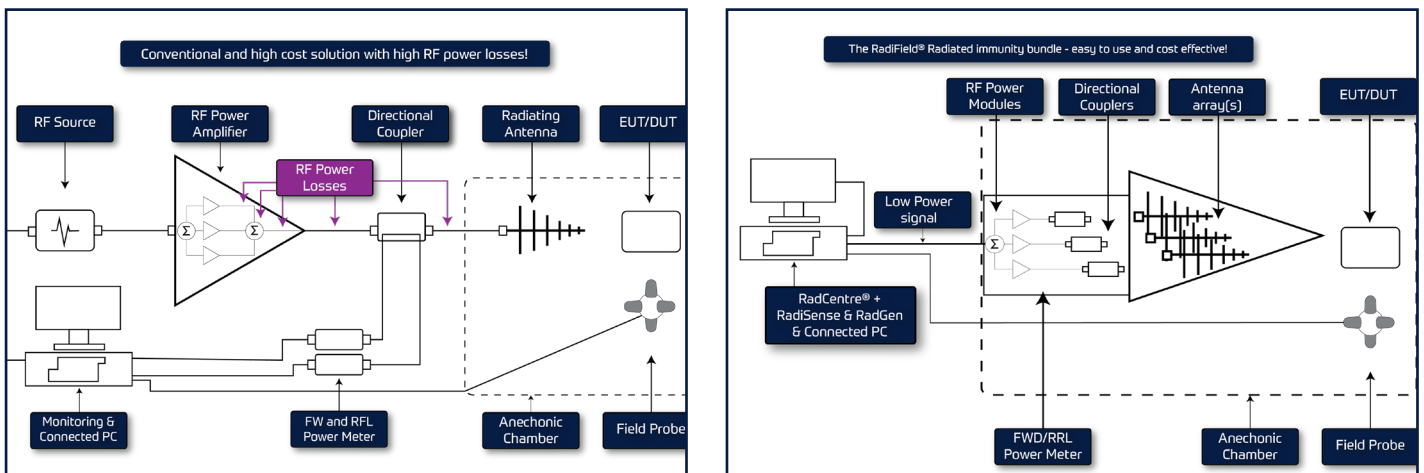 Conventional and high cost solution with high RF power losses!
RF Source
RF Power
Amplifier
Directional
Coupler
Radiating
Antenna
EUT/DUT
RF Power
Losses
Σ
Σ
Monitoring &
Connected PC
FW and RFL
Power Meter
Anechonic
Chamber
Field Probe
The RadiField® Radiated immunity bundle - easy to use and cost effective!
RF Power
Modules
Directional
Couplers
Antenna
array(s)
EUT/DUT
Low Power
signal
Σ
RadCentre® +
RadiSense & RadGen
& Connected PC
FWD/RRL
Power Meter
Anechonic
Chamber
Field Probe